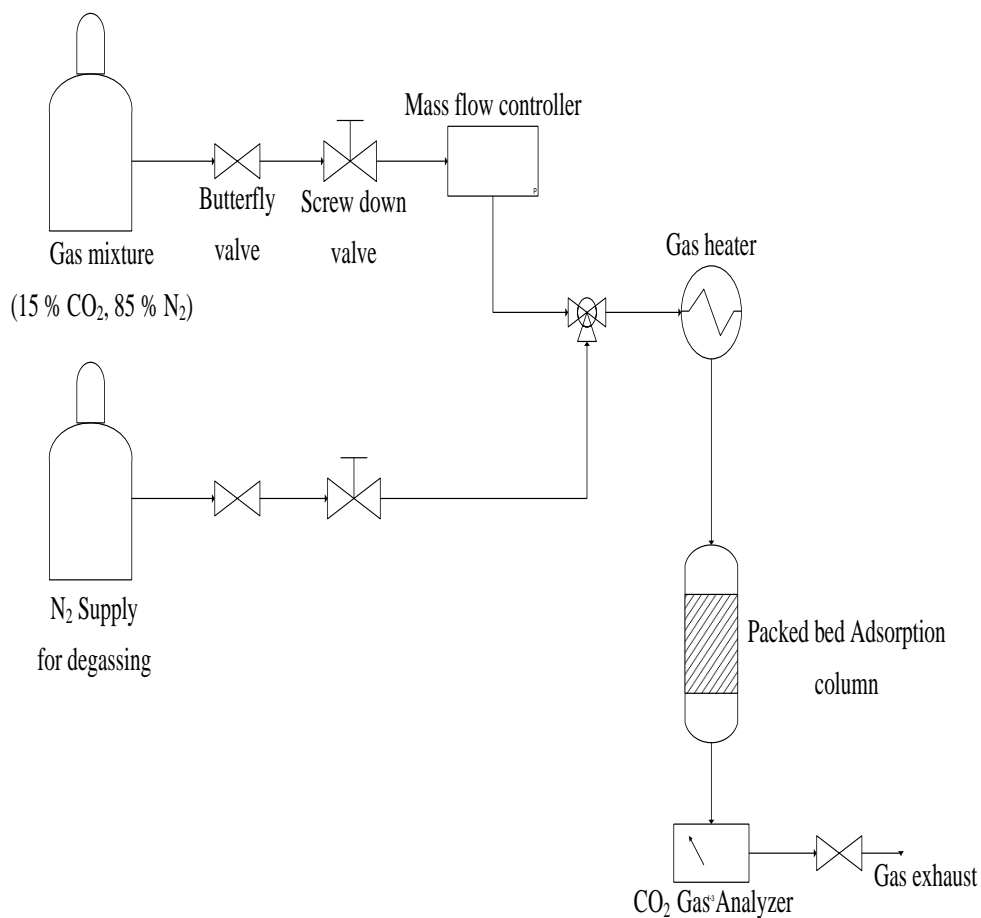 Mass flow controller
Butterfly
valve
Screw down
valve
Gas mixture
(15 % CO₂, 85 % N₂)
P
Gas heater
N₂ Supply
for degassing
Packed bed Adsorption
column
CO₂ Gas Analyzer
Gas exhaust